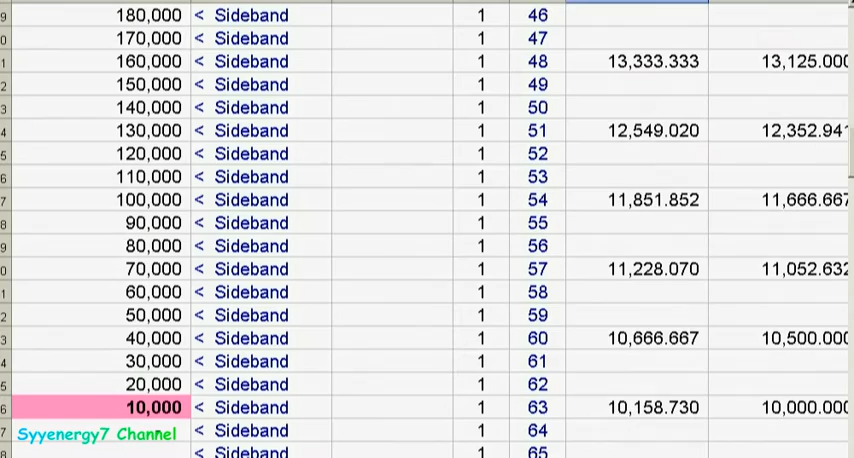 9 180,000 < Sideband 1 46
0 170,000 < Sideband 1 47
1 160,000 < Sideband 1 48 13,333.333 13,125.000
2 150,000 < Sideband 1 49
3 140,000 < Sideband 1 50
4 130,000 < Sideband 1 51 12,549.020 12,352.941
5 120,000 < Sideband 1 52
6 110,000 < Sideband 1 53
7 100,000 < Sideband 1 54 11,851.852 11,666.667
8 90,000 < Sideband 1 55
9 80,000 < Sideband 1 56
0 70,000 < Sideband 1 57 11,228.070 11,052.632
1 60,000 < Sideband 1 58
2 50,000 < Sideband 1 59
3 40,000 < Sideband 1 60 10,666.667 10,500.000
4 30,000 < Sideband 1 61
5 20,000 < Sideband 1 62
6 10,000 < Sideband 1 63 10,158.730 10,000.000
7 Syyenergy7 Channel < Sideband 1 64
8 < Sideband 1 65